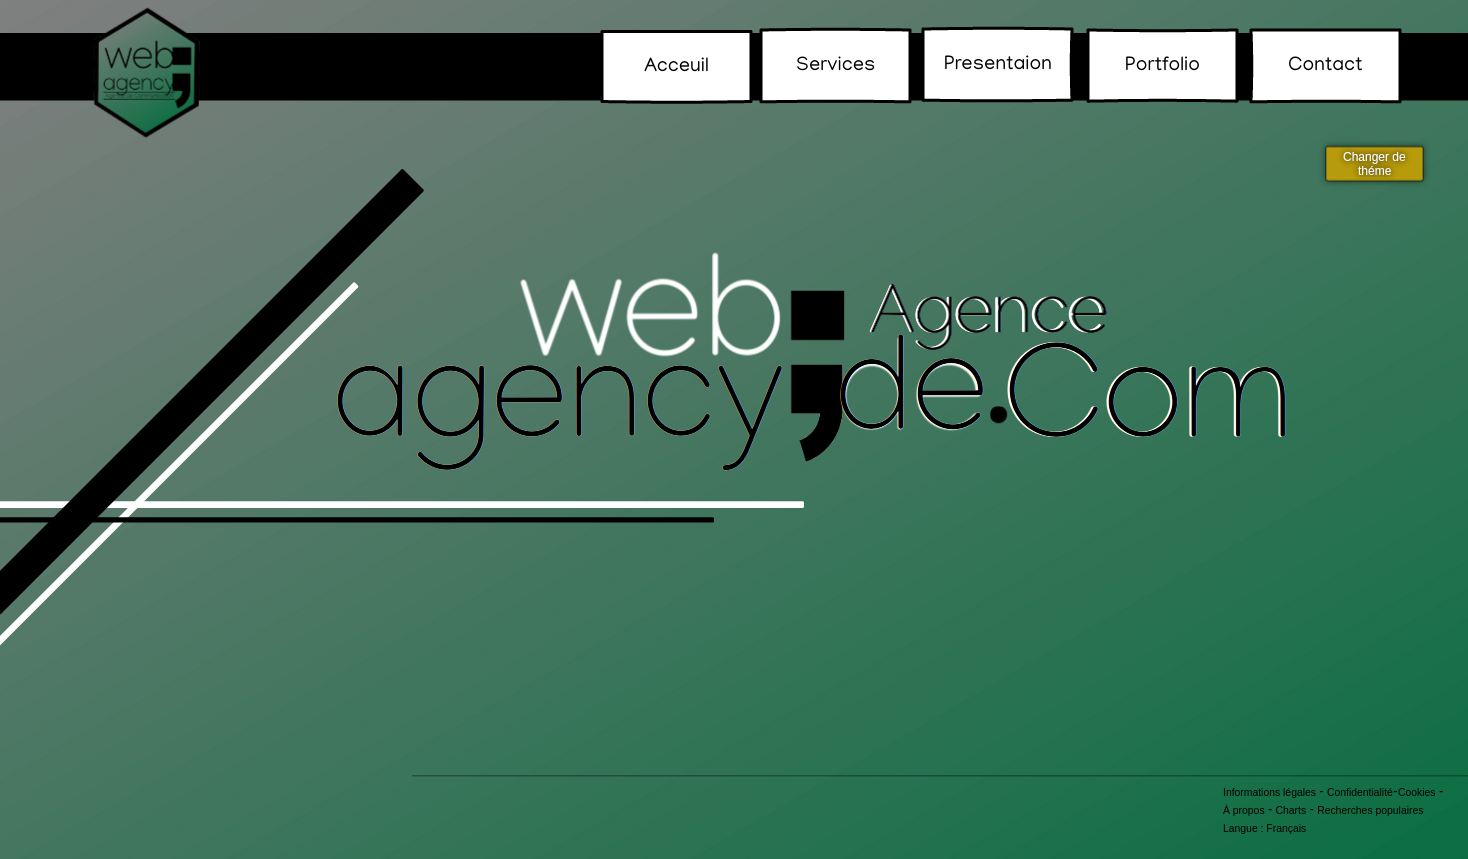 web
agency
Acceuil
Services
Presentaion
Portfolio
Contact
Changer de
théme
web
Agence
agency de.Com
Informations légales - Confidentialité-Cookies -
À propos - Charts - Recherches populaires
Langue : Français